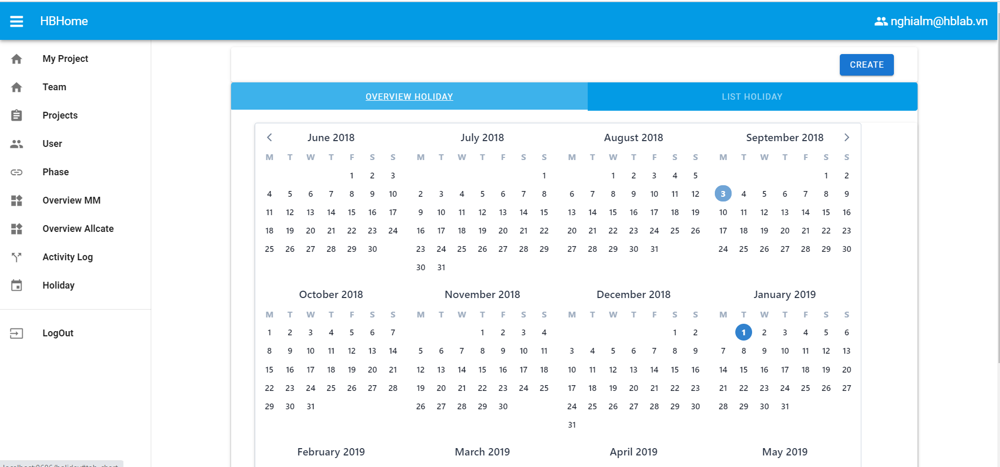 HBHome
nghialm@hblab.vn
My Project
Team
Projects
User
Phase
Overview MM
Overview Allcate
Activity Log
Holiday
LogOut
CREATE
OVERVIEW HOLIDAY LIST HOLIDAY
June 2018 July 2018 August 2018 September 2018
M T W T F S S M T W T F S S M T W T F S S M T W T F S S
1 2 3 1 1 2 3 4 5 1 2
4 5 6 7 8 9 10 2 3 4 5 6 7 8 6 7 8 9 10 11 12 3 4 5 6 7 8 9
11 12 13 14 15 16 17 9 10 11 12 13 14 15 13 14 15 16 17 18 19 10 11 12 13 14 15 16
18 19 20 21 22 23 24 16 17 18 19 20 21 22 20 21 22 23 24 25 26 17 18 19 20 21 22 23
25 26 27 28 29 30 23 24 25 26 27 28 29 27 28 29 30 31 24 25 26 27 28 29 30
30 31
October 2018 November 2018 December 2018 January 2019
M T W T F S S M T W T F S S M T W T F S S M T W T F S S
1 2 3 4 5 6 7 1 2 3 4 1 2 1 2 3 4 5 6
8 9 10 11 12 13 14 5 6 7 8 9 10 11 3 4 5 6 7 8 9 7 8 9 10 11 12 13
15 16 17 18 19 20 21 12 13 14 15 16 17 18 10 11 12 13 14 15 16 14 15 16 17 18 19 20
22 23 24 25 26 27 28 19 20 21 22 23 24 25 17 18 19 20 21 22 23 21 22 23 24 25 26 27
29 30 31 26 27 28 29 30 24 25 26 27 28 29 30 28 29 30 31
31
February 2019 March 2019 April 2019 May 2019